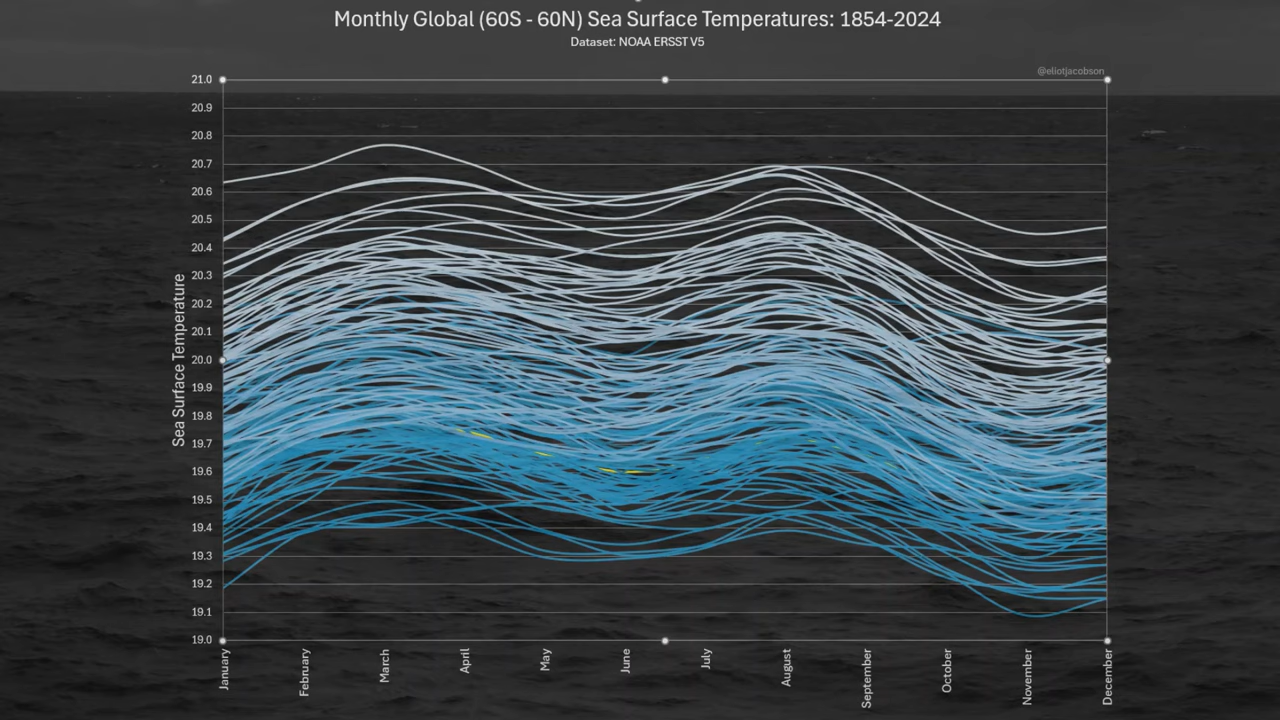 Monthly Global (60S - 60N) Sea Surface Temperatures: 1854-2024
Dataset: NOAA ERSST V5
@eliotjacobson
Sea Surface Temperature
21.0
20.9
20.8
20.7
20.6
20.5
20.4
20.3
20.2
20.1
20.0
19.9
19.8
19.7
19.6
19.5
19.4
19.3
19.2
19.1
19.0
January
February
March
April
May
June
July
August
September
October
November
December